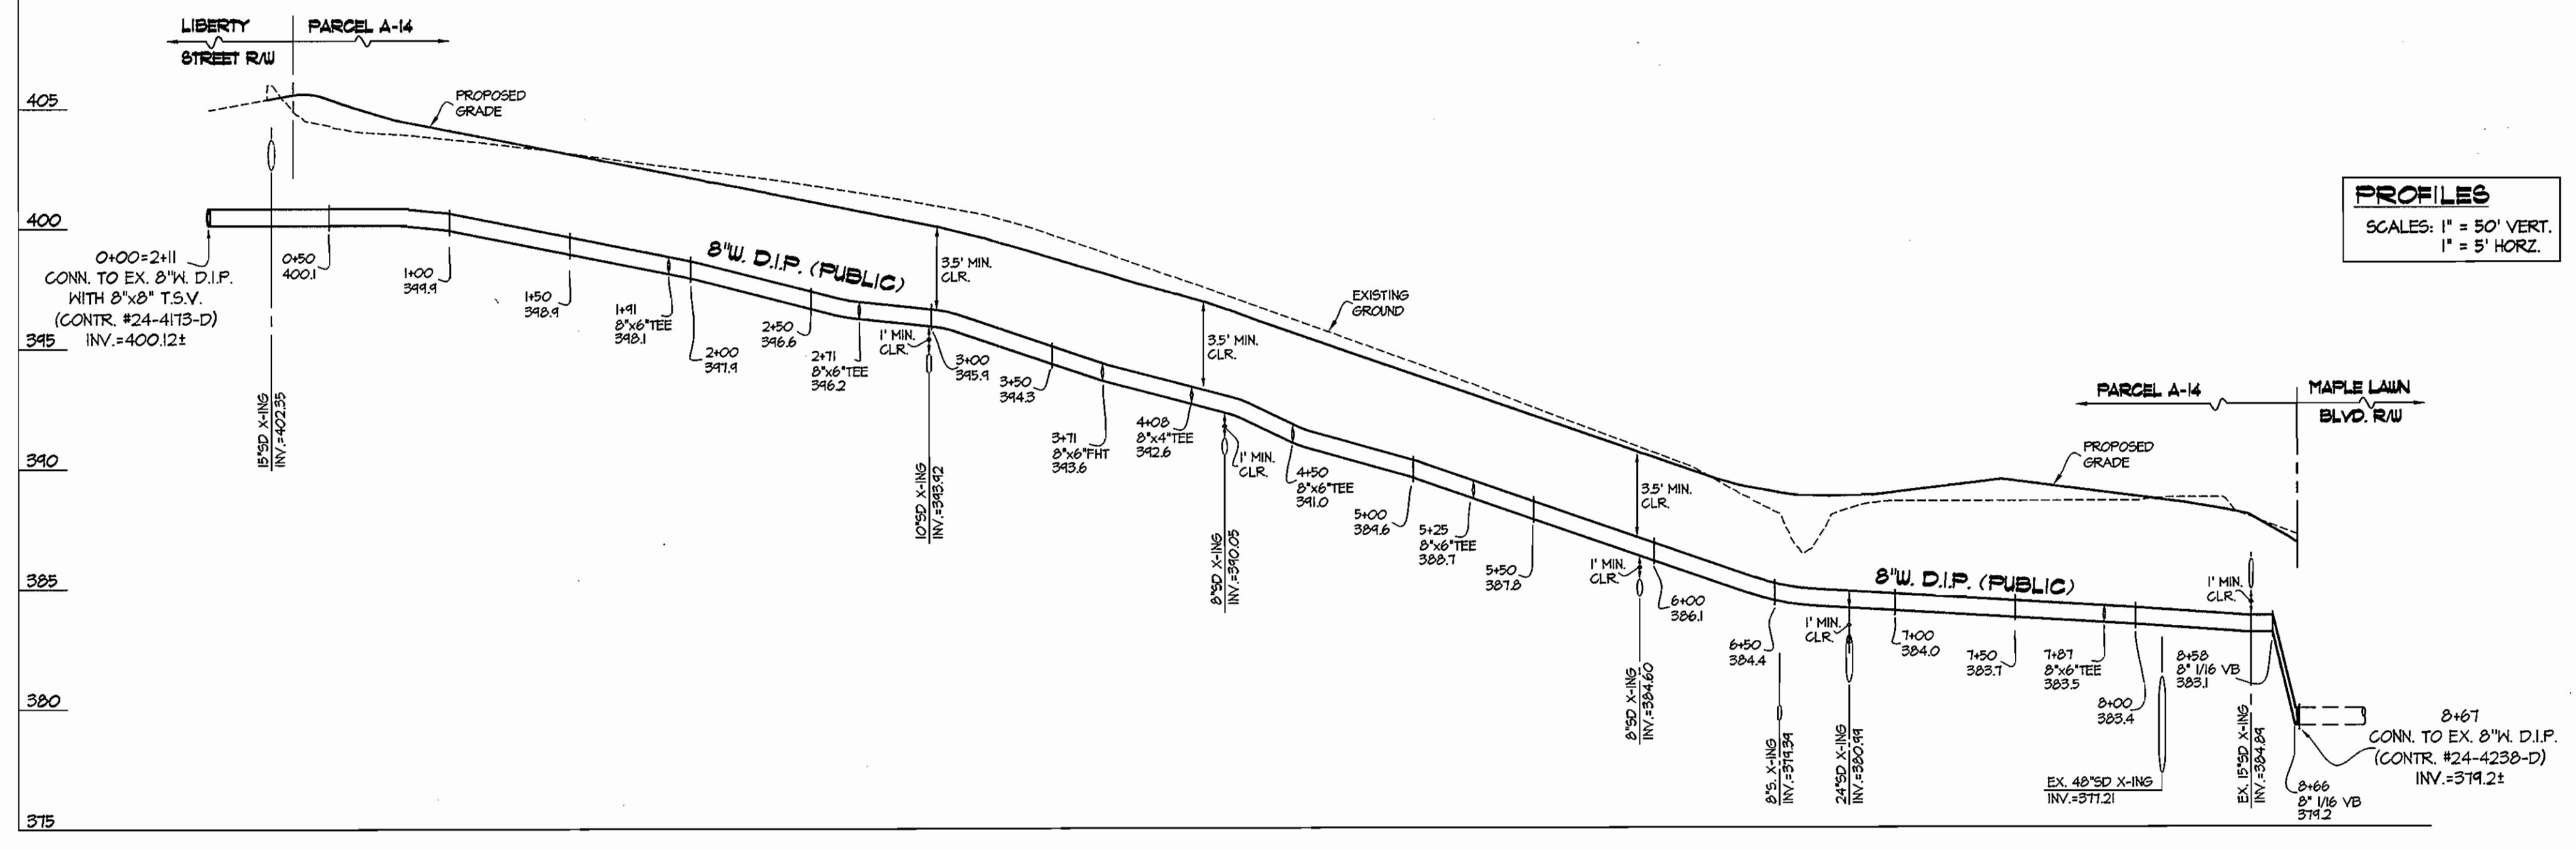 LIBERTY
STREET R/W
PARCEL A-14
405
400
395
390
385
380
375
PROPOSED
GRADE
0+00=2+11
CONN. TO EX. 8"W. D.I.P.
WITH 8"x8" T.S.V.
(CONTR. #24-4173-D)
INV.=400.12±
15"SD X-ING
INV.=402.35
0+50
400.1
1+00
399.9
1+50
398.9
1+91
8"x6"TEE
398.1
2+00
397.9
8"W. D.I.P. (PUBLIC)
2+50
396.6
2+71
8"x6"TEE
396.2
1' MIN.
CLR.
3.5' MIN.
CLR.
10"SD X-ING
INV.=393.92
3+00
395.9
3+50
394.3
3+71
8"x6"FHT
393.6
4+08
8"x4"TEE
392.6
3.5' MIN.
CLR.
1' MIN.
CLR.
8"SD X-ING
INV.=390.05
EXISTING
GROUND
4+50
8"x6"TEE
391.0
5+00
389.6
5+25
8"x6"TEE
388.7
5+50
387.8
3.5' MIN.
CLR.
1' MIN.
CLR.
8"SD X-ING
INV.=384.60
6+00
386.1
6+50
384.4
8"S. X-ING
INV.=379.39
1' MIN.
CLR.
24"SD X-ING
INV.=380.99
8"W. D.I.P. (PUBLIC)
7+00
384.0
7+50
383.7
7+87
8"x6"TEE
383.5
8+00
383.4
EX. 48"SD X-ING
INV.=377.21
8+58
8" 1/16 VB
383.1
1' MIN.
CLR.
EX. 15"SD X-ING
INV.=384.89
PROPOSED
GRADE
PARCEL A-14
MAPLE LAWN
BLVD. R/W
8+66
8" 1/16 VB
379.2
8+67
CONN. TO EX. 8"W. D.I.P.
(CONTR. #24-4238-D)
INV.=379.2±
PROFILES
SCALES: 1" = 50' VERT.
1" = 5' HORZ.